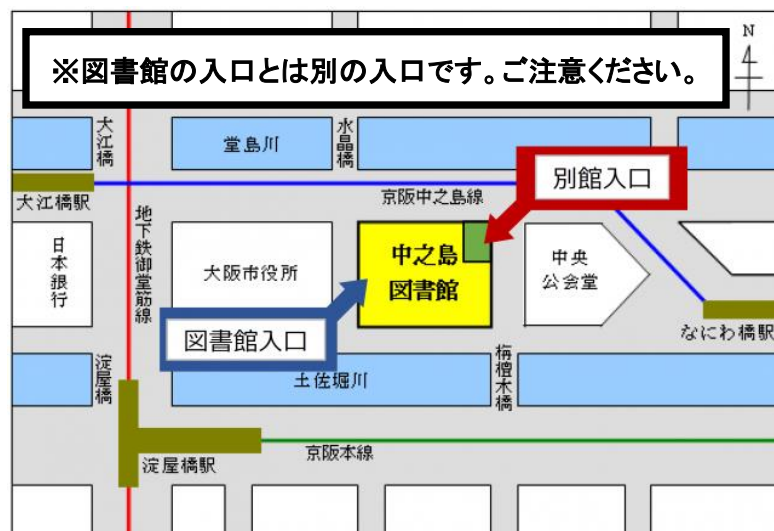 ※図書館の入口とは別の入口です。ご注意ください。
N
大江橋
堂島川
水晶橋
別館入口
京阪中之島線
大江橋駅
地下鉄御堂筋線
日本銀行
大阪市役所
中之島
図書館
中央
公会堂
図書館入口
なにわ橋駅
淀屋橋
土佐堀川
栴檀木橋
京阪本線
淀屋橋駅